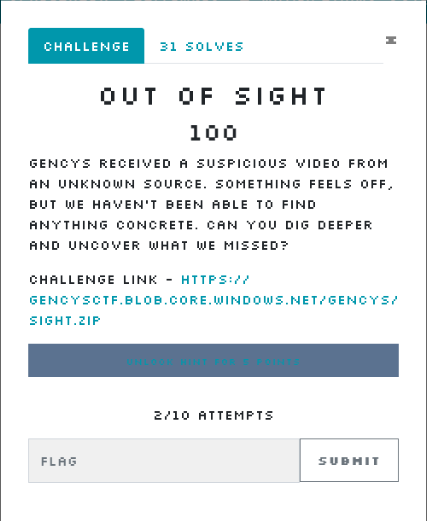 CHALLENGE 31 SOLVES
OUT OF SIGHT
100
GENCYS RECEIVED A SUSPICIOUS VIDEO FROM
AN UNKNOWN SOURCE. SOMETHING FEELS OFF,
BUT WE HAVEN'T BEEN ABLE TO FIND
ANYTHING CONCRETE. CAN YOU DIG DEEPER
AND UNCOVER WHAT WE MISSED?
CHALLENGE LINK - HTTPS://
GENCYSCTF.BLOB.CORE.WINDOWS.NET/GENCYS/
SIGHT.ZIP
2/10 ATTEMPTS
FLAG SUBMIT